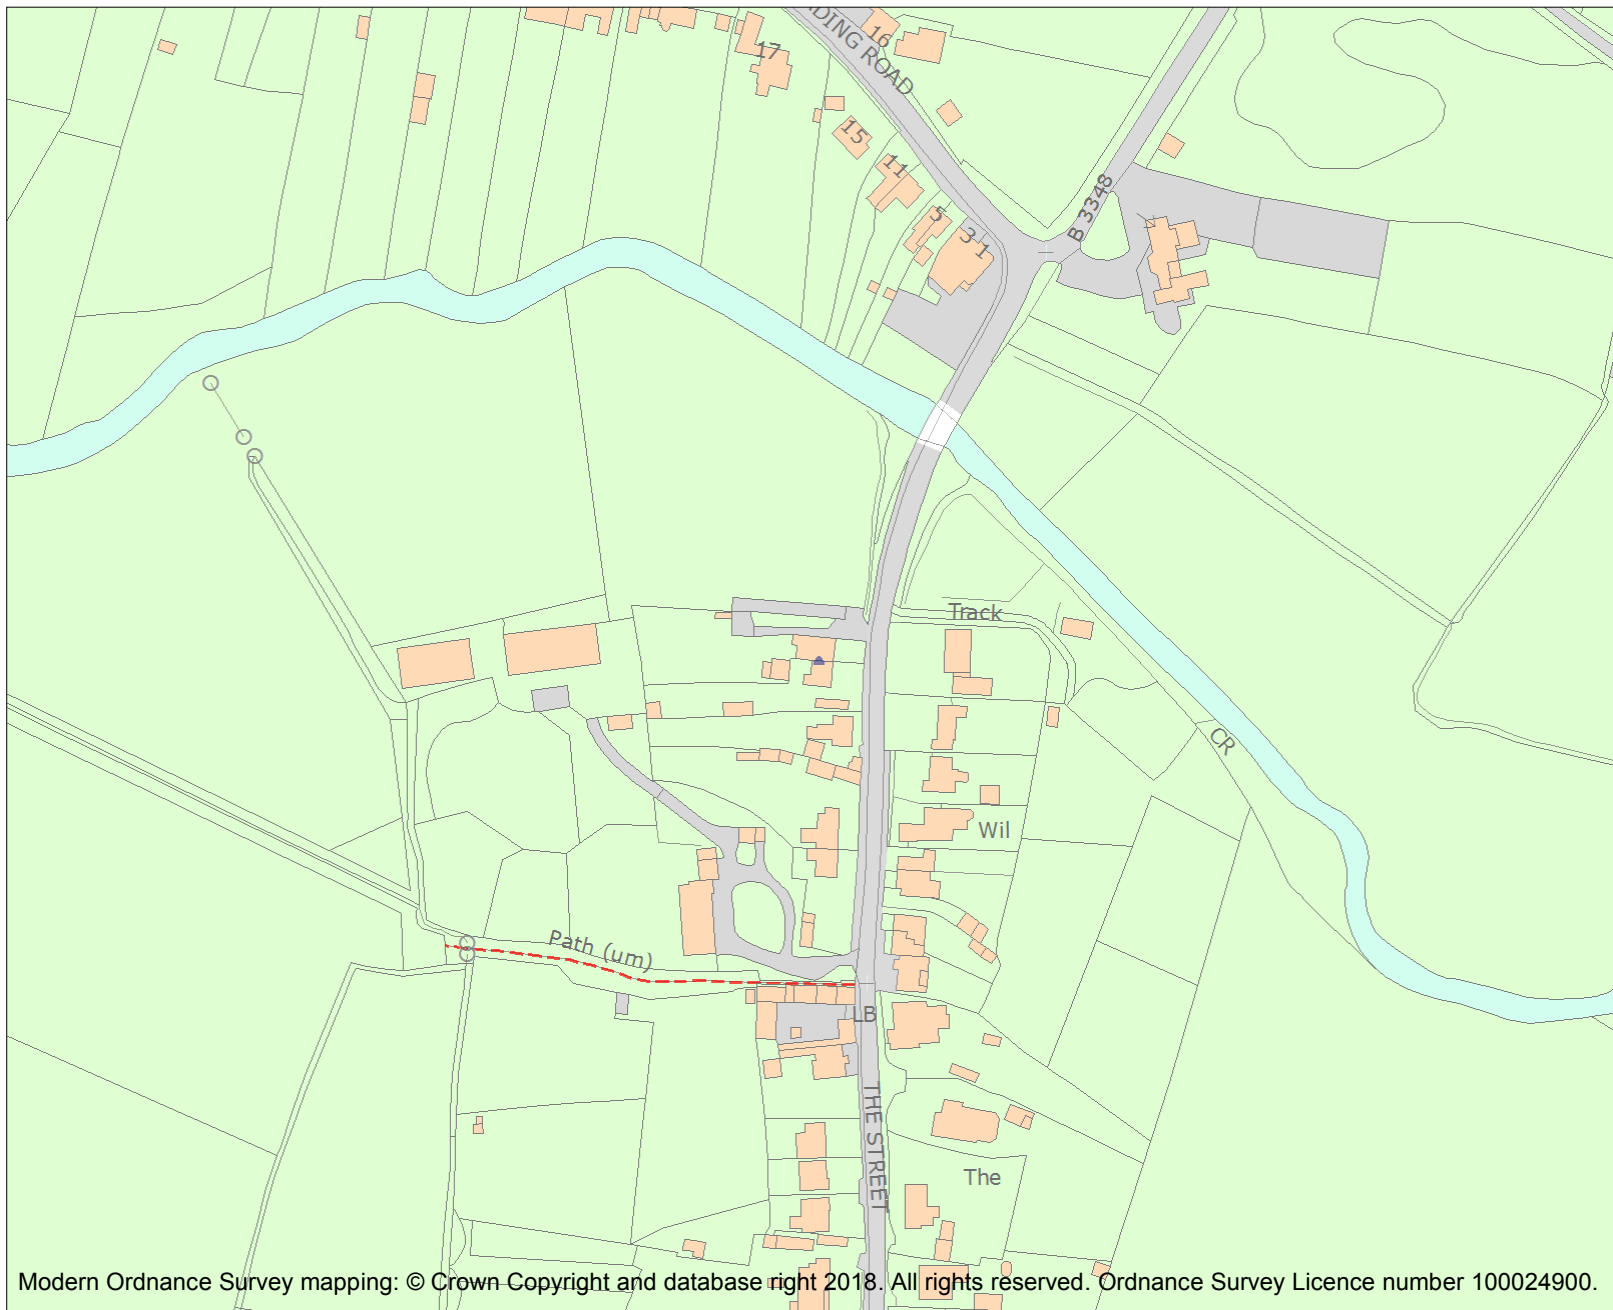 16
DING ROAD
17
15
11
5
3 1
B 3348
Track
CR
Wil
Path (um)
LB
THE STREET
The
Modern Ordnance Survey mapping: © Crown Copyright and database right 2018. All rights reserved. Ordnance Survey Licence number 100024900.